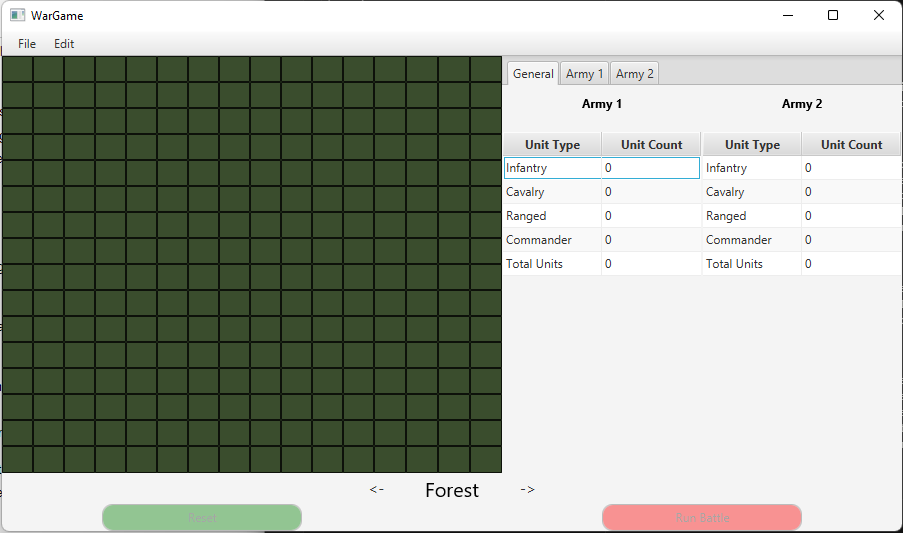 WarGame
File Edit
General Army 1 Army 2
Army 1 Army 2
Unit Type Unit Count Unit Type Unit Count
Infantry 0 Infantry 0
Cavalry 0 Cavalry 0
Ranged 0 Ranged 0
Commander 0 Commander 0
Total Units 0 Total Units 0
<- Forest ->
Reset Run Battle